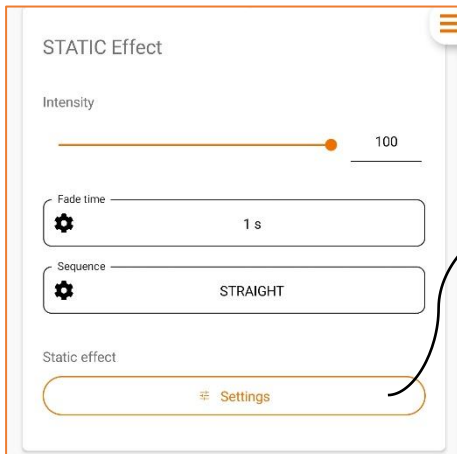 STATIC Effect
Intensity
100
Fade time
1 s
Sequence
STRAIGHT
Static effect
Settings